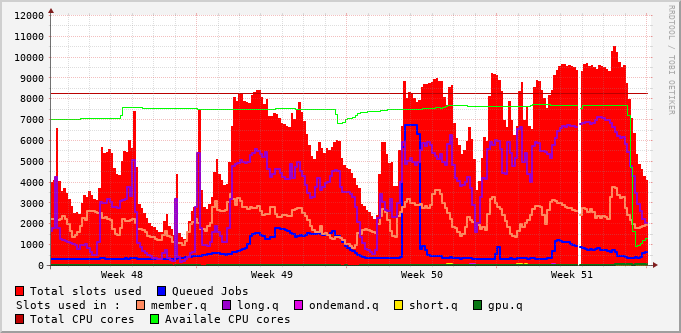 12000
11000
10000
9000
8000
7000
6000
5000
4000
3000
2000
1000
0
Week 48 Week 49 Week 50 Week 51
RRDTOOL / TOBI OETIKER
Total slots used Queued Jobs
Slots used in : member.q long.q ondemand.q short.q gpu.q
Total CPU cores Availale CPU cores